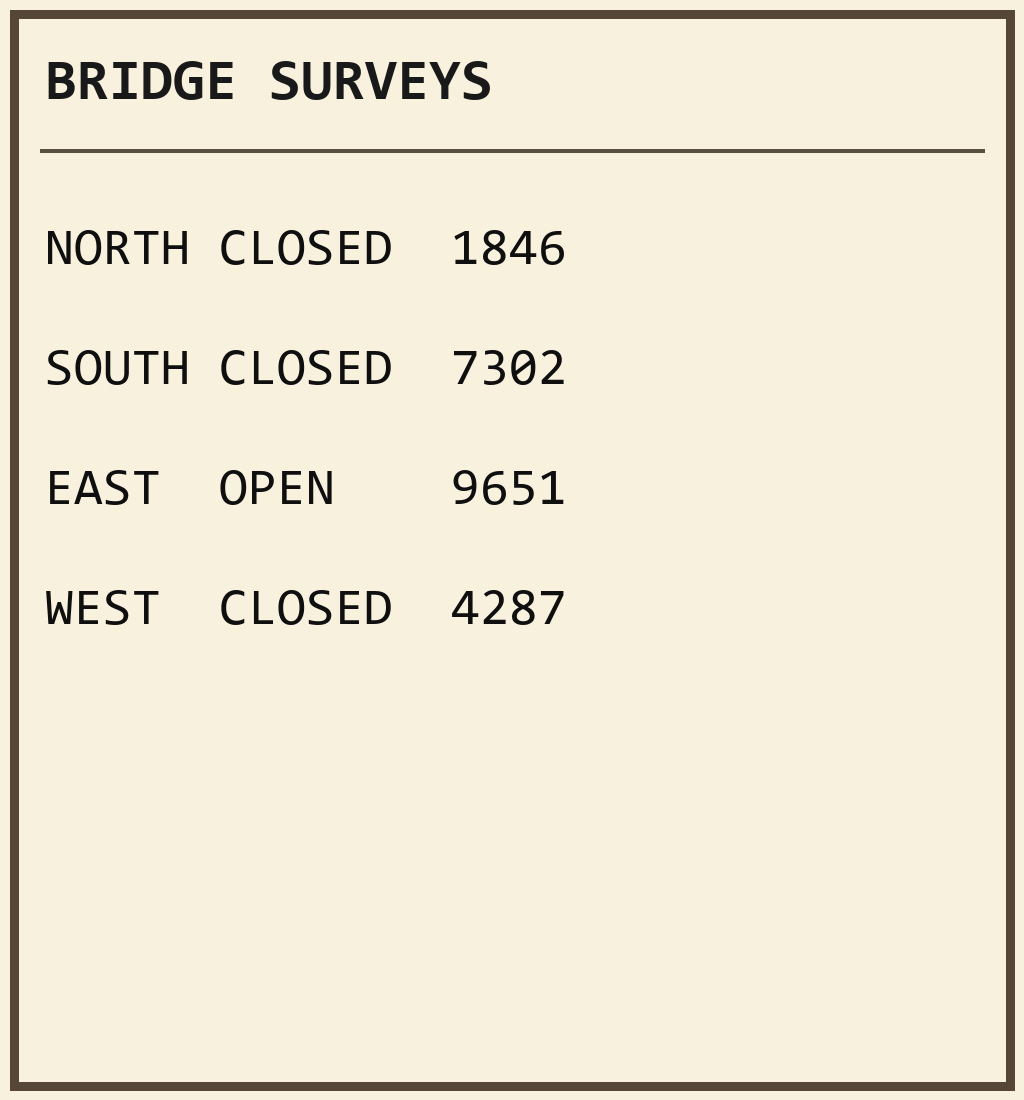 BRIDGE SURVEYS
NORTH CLOSED 1846
SOUTH CLOSED 7302
EAST OPEN 9651
WEST CLOSED 4287